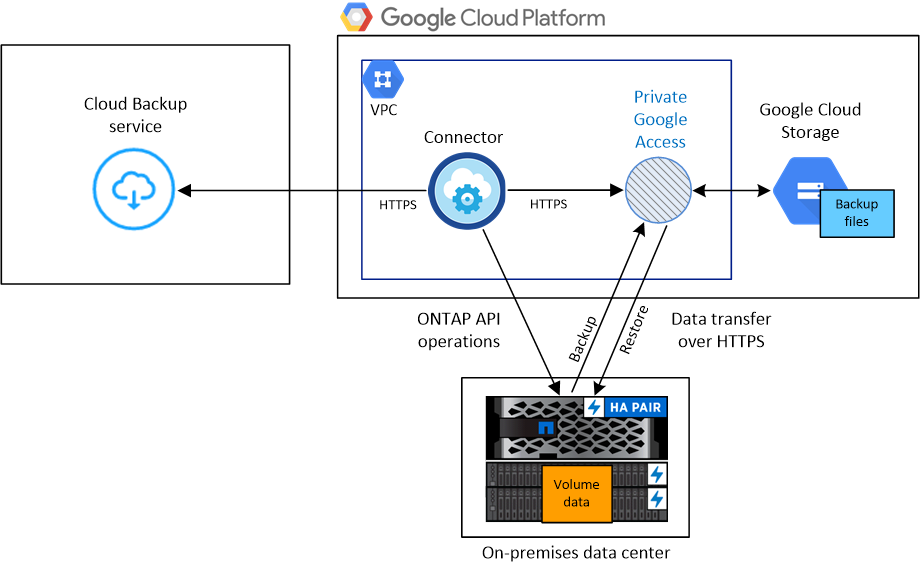 Google Cloud Platform
Cloud Backup
service
VPC
Connector
Private
Google
Access
Google Cloud
Storage
HTTPS
HTTPS
Backup
files
ONTAP API
operations
Backup
Restore
Data transfer
over HTTPS
HA PAIR
Volume
data
On-premises data center